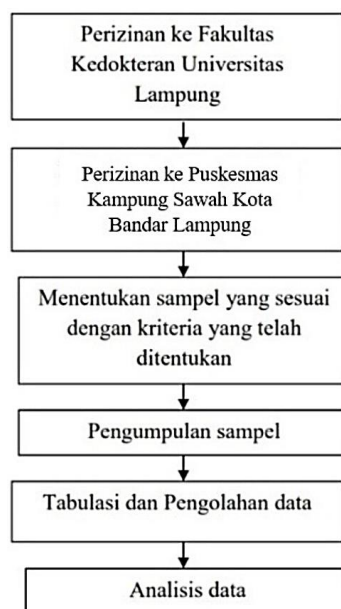 Perizinan ke Fakultas
Kedokteran Universitas
Lampung
Perizinan ke Puskesmas
Kampung Sawah Kota
Bandar Lampung
Menentukan sampel yang sesuai
dengan kriteria yang telah
ditentukan
Pengumpulan sampel
Tabulasi dan Pengolahan data
Analisis data